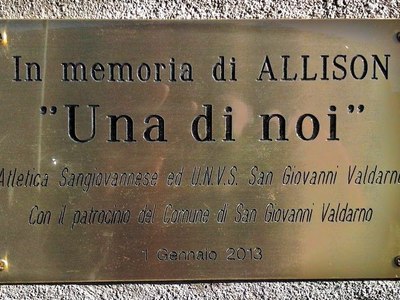 In memoria di ALLISON
"Una di noi"
Atletica Sangiovannese ed U.N.V.S. San Giovanni Valdarno
Con il patrocinio del Comune di San Giovanni Valdarno
1 Gennaio 2013